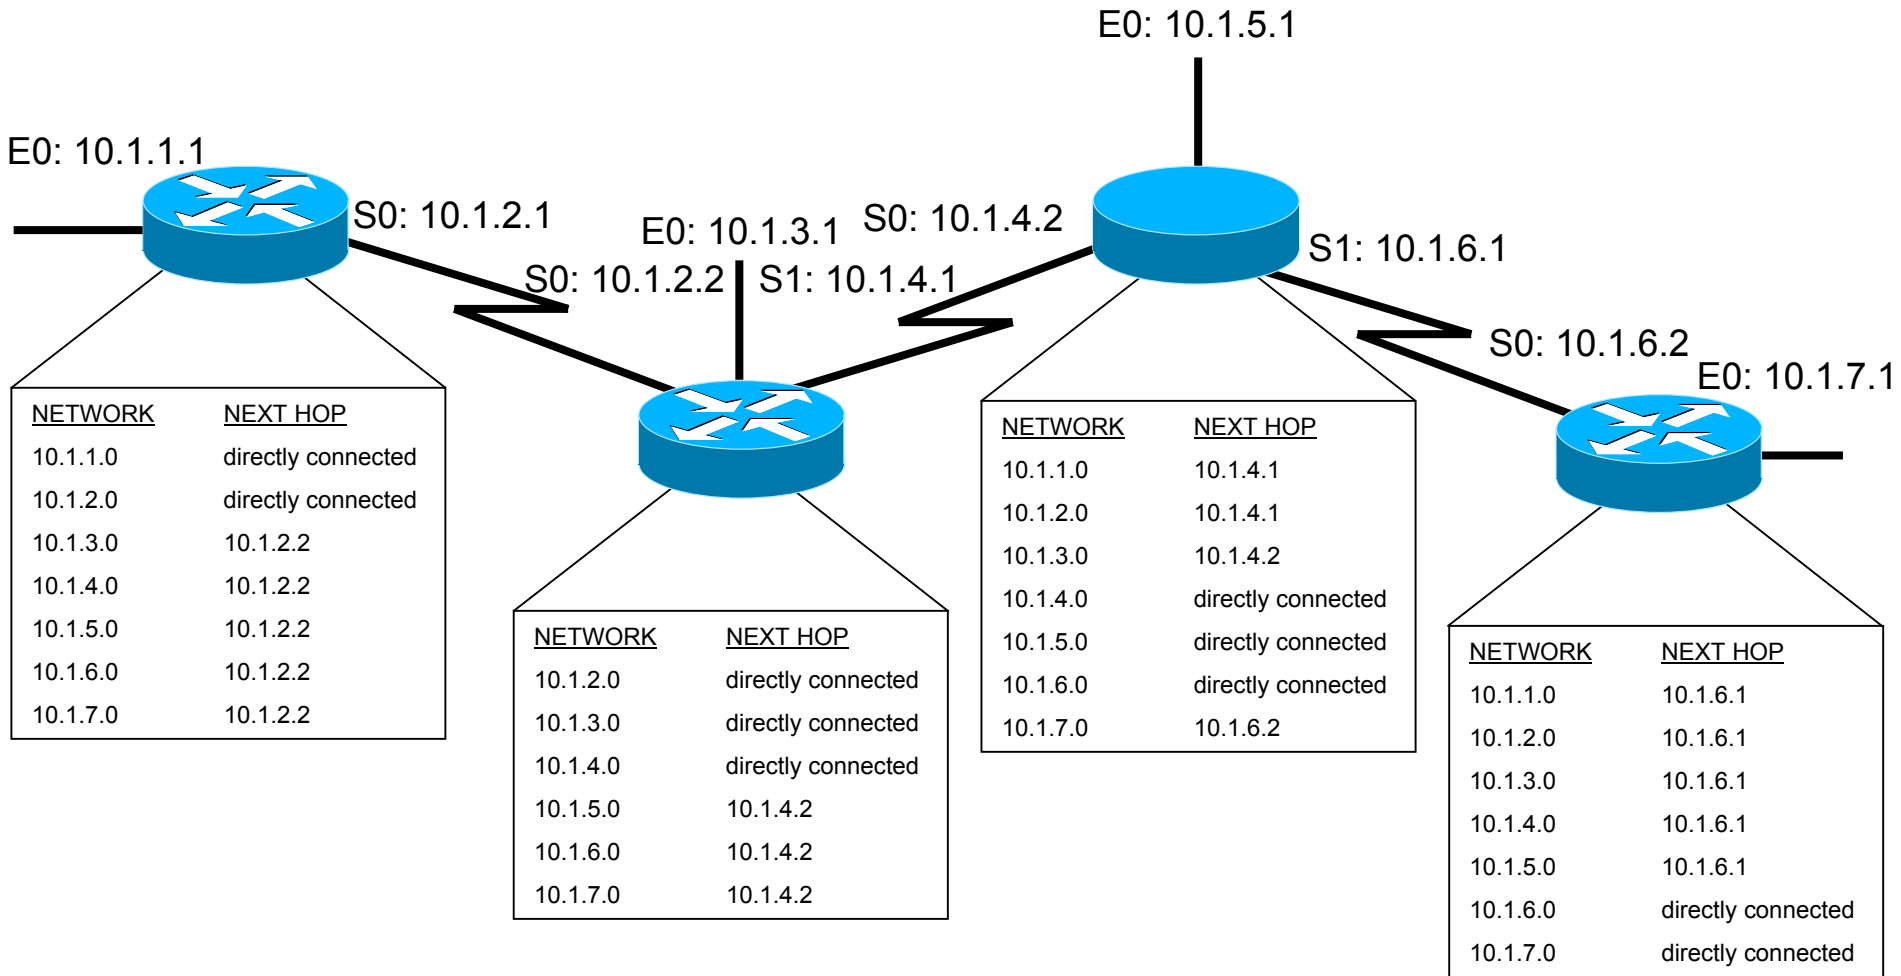 E0: 10.1.5.1
E0: 10.1.1.1
S0: 10.1.2.1
E0: 10.1.3.1
S0: 10.1.4.2
S1: 10.1.6.1
S0: 10.1.2.2
S1: 10.1.4.1
S0: 10.1.6.2
E0: 10.1.7.1
NETWORK NEXT HOP
10.1.1.0 directly connected
10.1.2.0 directly connected
10.1.3.0 10.1.2.2
10.1.4.0 10.1.2.2
10.1.5.0 10.1.2.2
10.1.6.0 10.1.2.2
10.1.7.0 10.1.2.2
NETWORK NEXT HOP
10.1.2.0 directly connected
10.1.3.0 directly connected
10.1.4.0 directly connected
10.1.5.0 10.1.4.2
10.1.6.0 10.1.4.2
10.1.7.0 10.1.4.2
NETWORK NEXT HOP
10.1.1.0 10.1.4.1
10.1.2.0 10.1.4.1
10.1.3.0 10.1.4.2
10.1.4.0 directly connected
10.1.5.0 directly connected
10.1.6.0 directly connected
10.1.7.0 10.1.6.2
NETWORK NEXT HOP
10.1.1.0 10.1.6.1
10.1.2.0 10.1.6.1
10.1.3.0 10.1.6.1
10.1.4.0 10.1.6.1
10.1.5.0 10.1.6.1
10.1.6.0 directly connected
10.1.7.0 directly connected